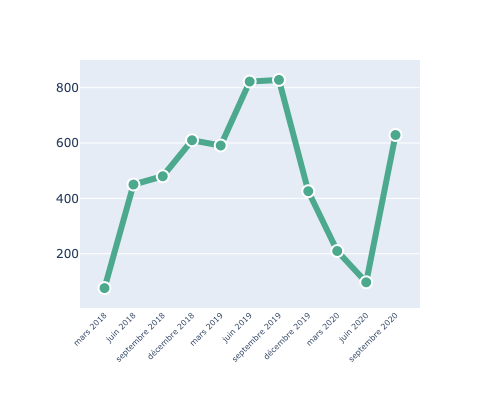 800
600
400
200
mars 2018
juin 2018
septembre 2018
décembre 2018
mars 2019
juin 2019
septembre 2019
décembre 2019
mars 2020
juin 2020
septembre 2020